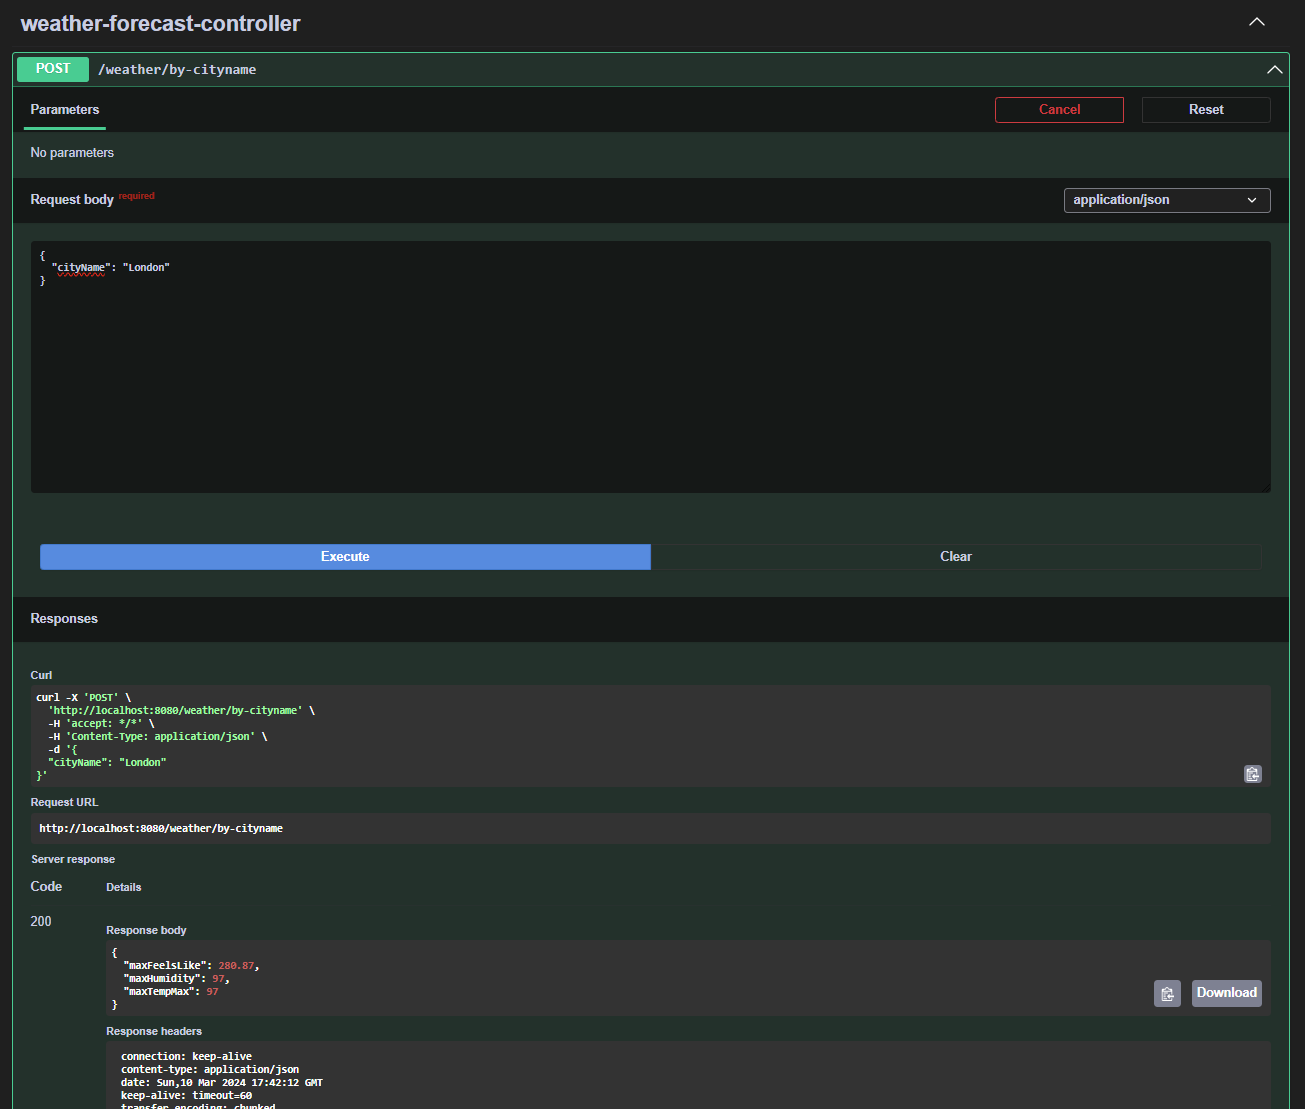 weather-forecast-controller
POST /weather/by-cityname
Parameters
Cancel
Reset
No parameters
Request body required
application/json
{
  "cityName": "London"
}
Execute
Clear
Responses
Curl
curl -X 'POST' \
  'http://localhost:8080/weather/by-cityname' \
  -H 'accept: */*' \
  -H 'Content-Type: application/json' \
  -d '{
  "cityName": "London"
}'
Request URL
http://localhost:8080/weather/by-cityname
Server response
Code Details
200
Response body
{
  "maxFeelsLike": 280.87,
  "maxHumidity": 97,
  "maxTempMax": 97
}
Download
Response headers
connection: keep-alive
content-type: application/json
date: Sun,10 Mar 2024 17:42:12 GMT
keep-alive: timeout=60
transfer-encoding: chunked